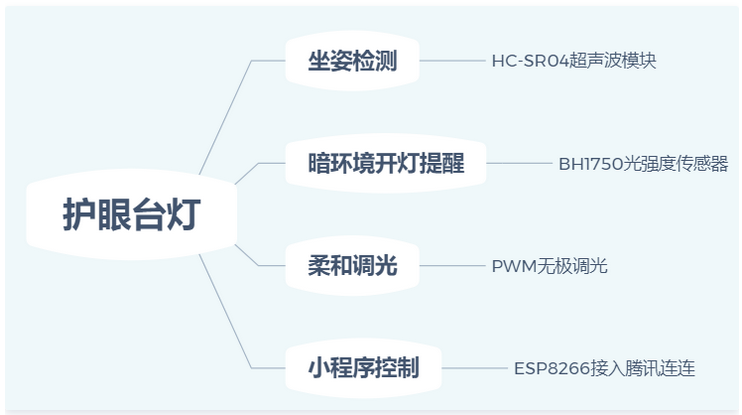 护眼台灯
坐姿检测
HC-SR04超声波模块
暗环境开灯提醒
BH1750光强度传感器
柔和调光
PWM无极调光
小程序控制
ESP8266接入腾讯连连